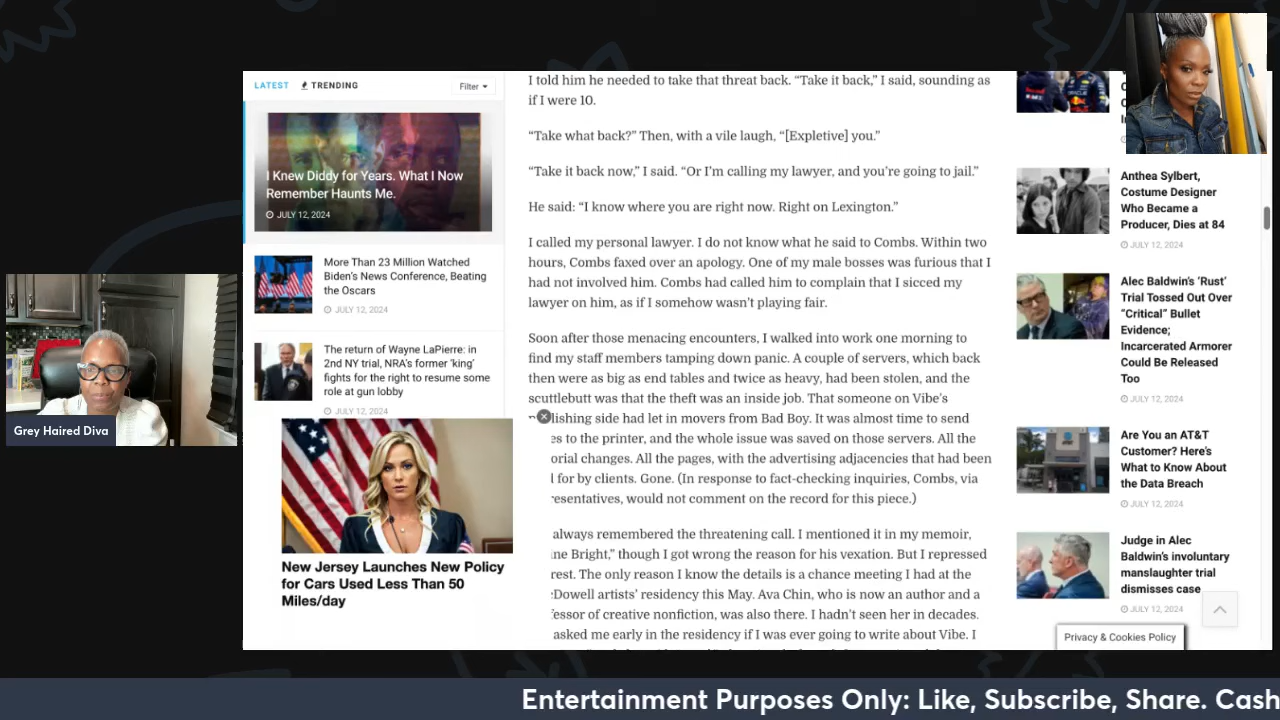 LATEST
TRENDING
Filter
I Knew Diddy for Years. What I Now
Remember Haunts Me.
JULY 12, 2024
More Than 23 Million Watched
Biden's News Conference, Beating
the Oscars
JULY 12, 2024
The return of Wayne LaPierre: in
2nd NY trial, NRA's former 'king'
fights for the right to resume some
role at gun lobby
JULY 12, 2024
New Jersey Launches New Policy
for Cars Used Less Than 50
Miles/day
I told him he needed to take that threat back. “Take it back,” I said, sounding as
if I were 10.
“Take what back?” Then, with a vile laugh, “[Expletive] you.”
“Take it back now,” I said. “Or I’m calling my lawyer, and you’re going to jail.”
He said: “I know where you are right now. Right on Lexington.”
I called my personal lawyer. I do not know what he said to Combs. Within two
hours, Combs faxed over an apology. One of my male bosses was furious that I
had not involved him. Combs had called him to complain that I sicced my
lawyer on him, as if I somehow wasn’t playing fair.
Soon after those menacing encounters, I walked into work one morning to
find my staff members tamping down panic. A couple of servers, which back
then were as big as end tables and twice as heavy, had been stolen, and the
scuttlebutt was that the theft was an inside job. That someone on Vibe’s
lishing side had let in movers from Bad Boy. It was almost time to send
es to the printer, and the whole issue was saved on those servers. All the
orial changes. All the pages, with the advertising adjacencies that had been
l for by clients. Gone. (In response to fact-checking inquiries, Combs, via
resentatives, would not comment on the record for this piece.)
always remembered the threatening call. I mentioned it in my memoir,
ne Bright,” though I got wrong the reason for his vexation. But I repressed
rest. The only reason I know the details is a chance meeting I had at the
Dowell artists’ residency this May. Ava Chin, who is now an author and a
fessor of creative nonfiction, was also there. I hadn’t seen her in decades.
asked me early in the residency if I was ever going to write about Vibe. I
Anthea Sylbert,
Costume Designer
Who Became a
Producer, Dies at 84
JULY 12, 2024
Alec Baldwin’s ‘Rust’
Trial Tossed Out Over
“Critical” Bullet
Evidence;
Incarcerated Armorer
Could Be Released
Too
JULY 12, 2024
Are You an AT&T
Customer? Here’s
What to Know About
the Data Breach
JULY 12, 2024
Judge in Alec
Baldwin’s involuntary
manslaughter trial
dismisses case
JULY 12, 2024
Privacy & Cookies Policy
Grey Haired Diva
Entertainment Purposes Only: Like, Subscribe, Share. Cash